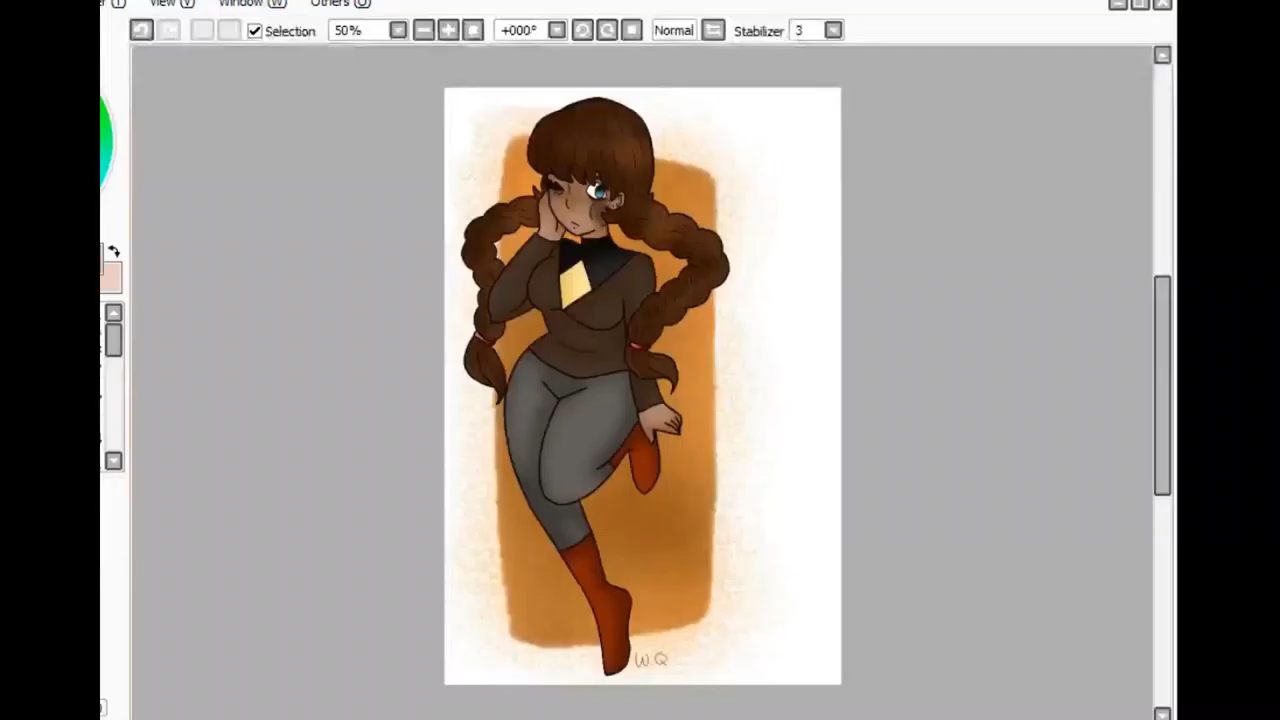 View (V) Window (W) Others (O)
Selection 50% +000° Normal Stabilizer 3
W.Q